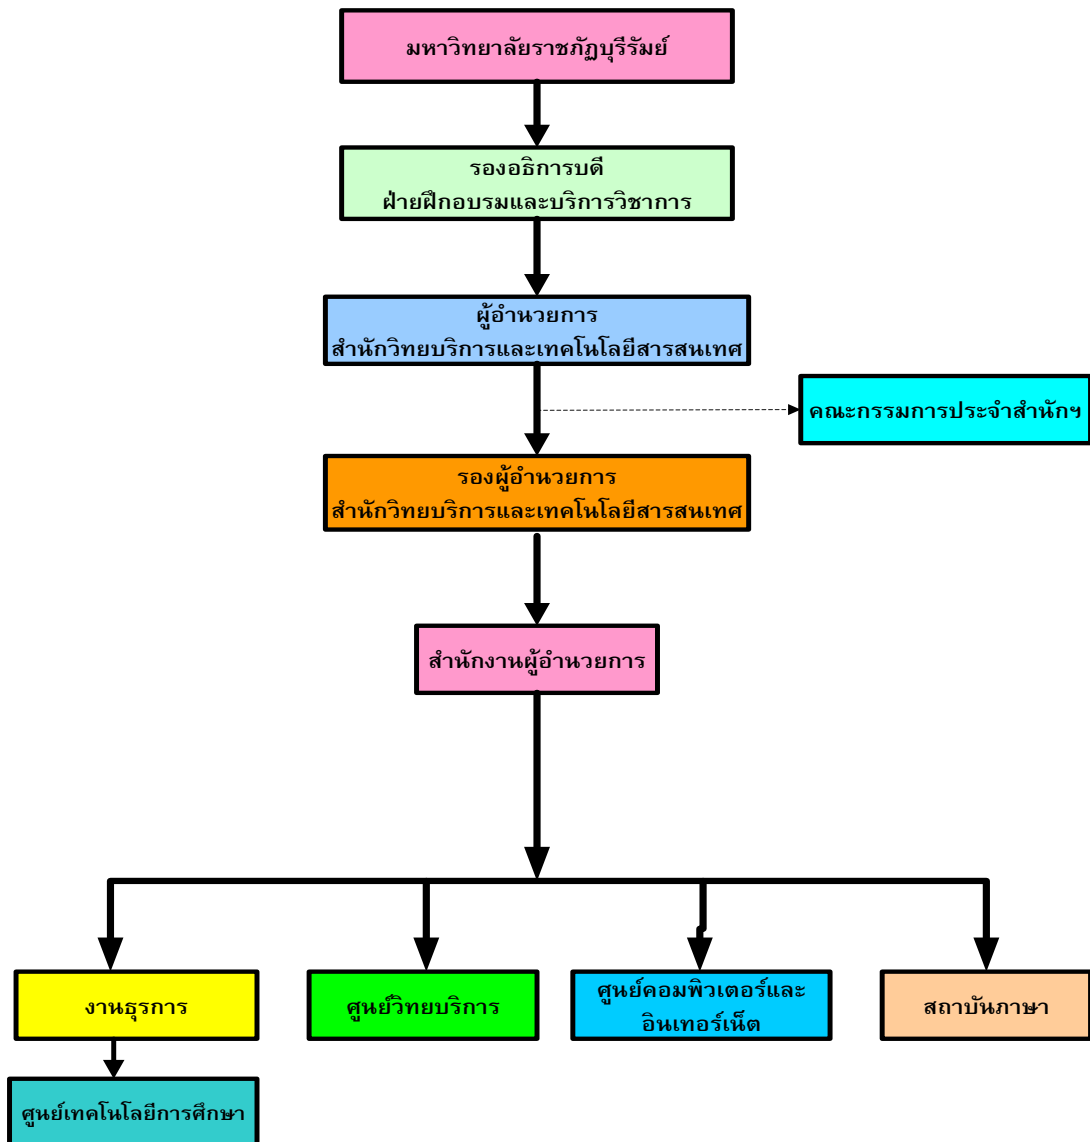 มหาวิทยาลัยราชภัฏบุรีรัมย์
รองอธิการบดี
ฝ่ายฝึกอบรมและบริการวิชาการ
ผู้อำนวยการ
สำนักวิทยบริการและเทคโนโลยีสารสนเทศ
คณะกรรมการประจำสำนักฯ
รองผู้อำนวยการ
สำนักวิทยบริการและเทคโนโลยีสารสนเทศ
สำนักงานผู้อำนวยการ
งานธุรการ
ศูนย์วิทยบริการ
ศูนย์คอมพิวเตอร์และ
อินเทอร์เน็ต
สถาบันภาษา
ศูนย์เทคโนโลยีการศึกษา